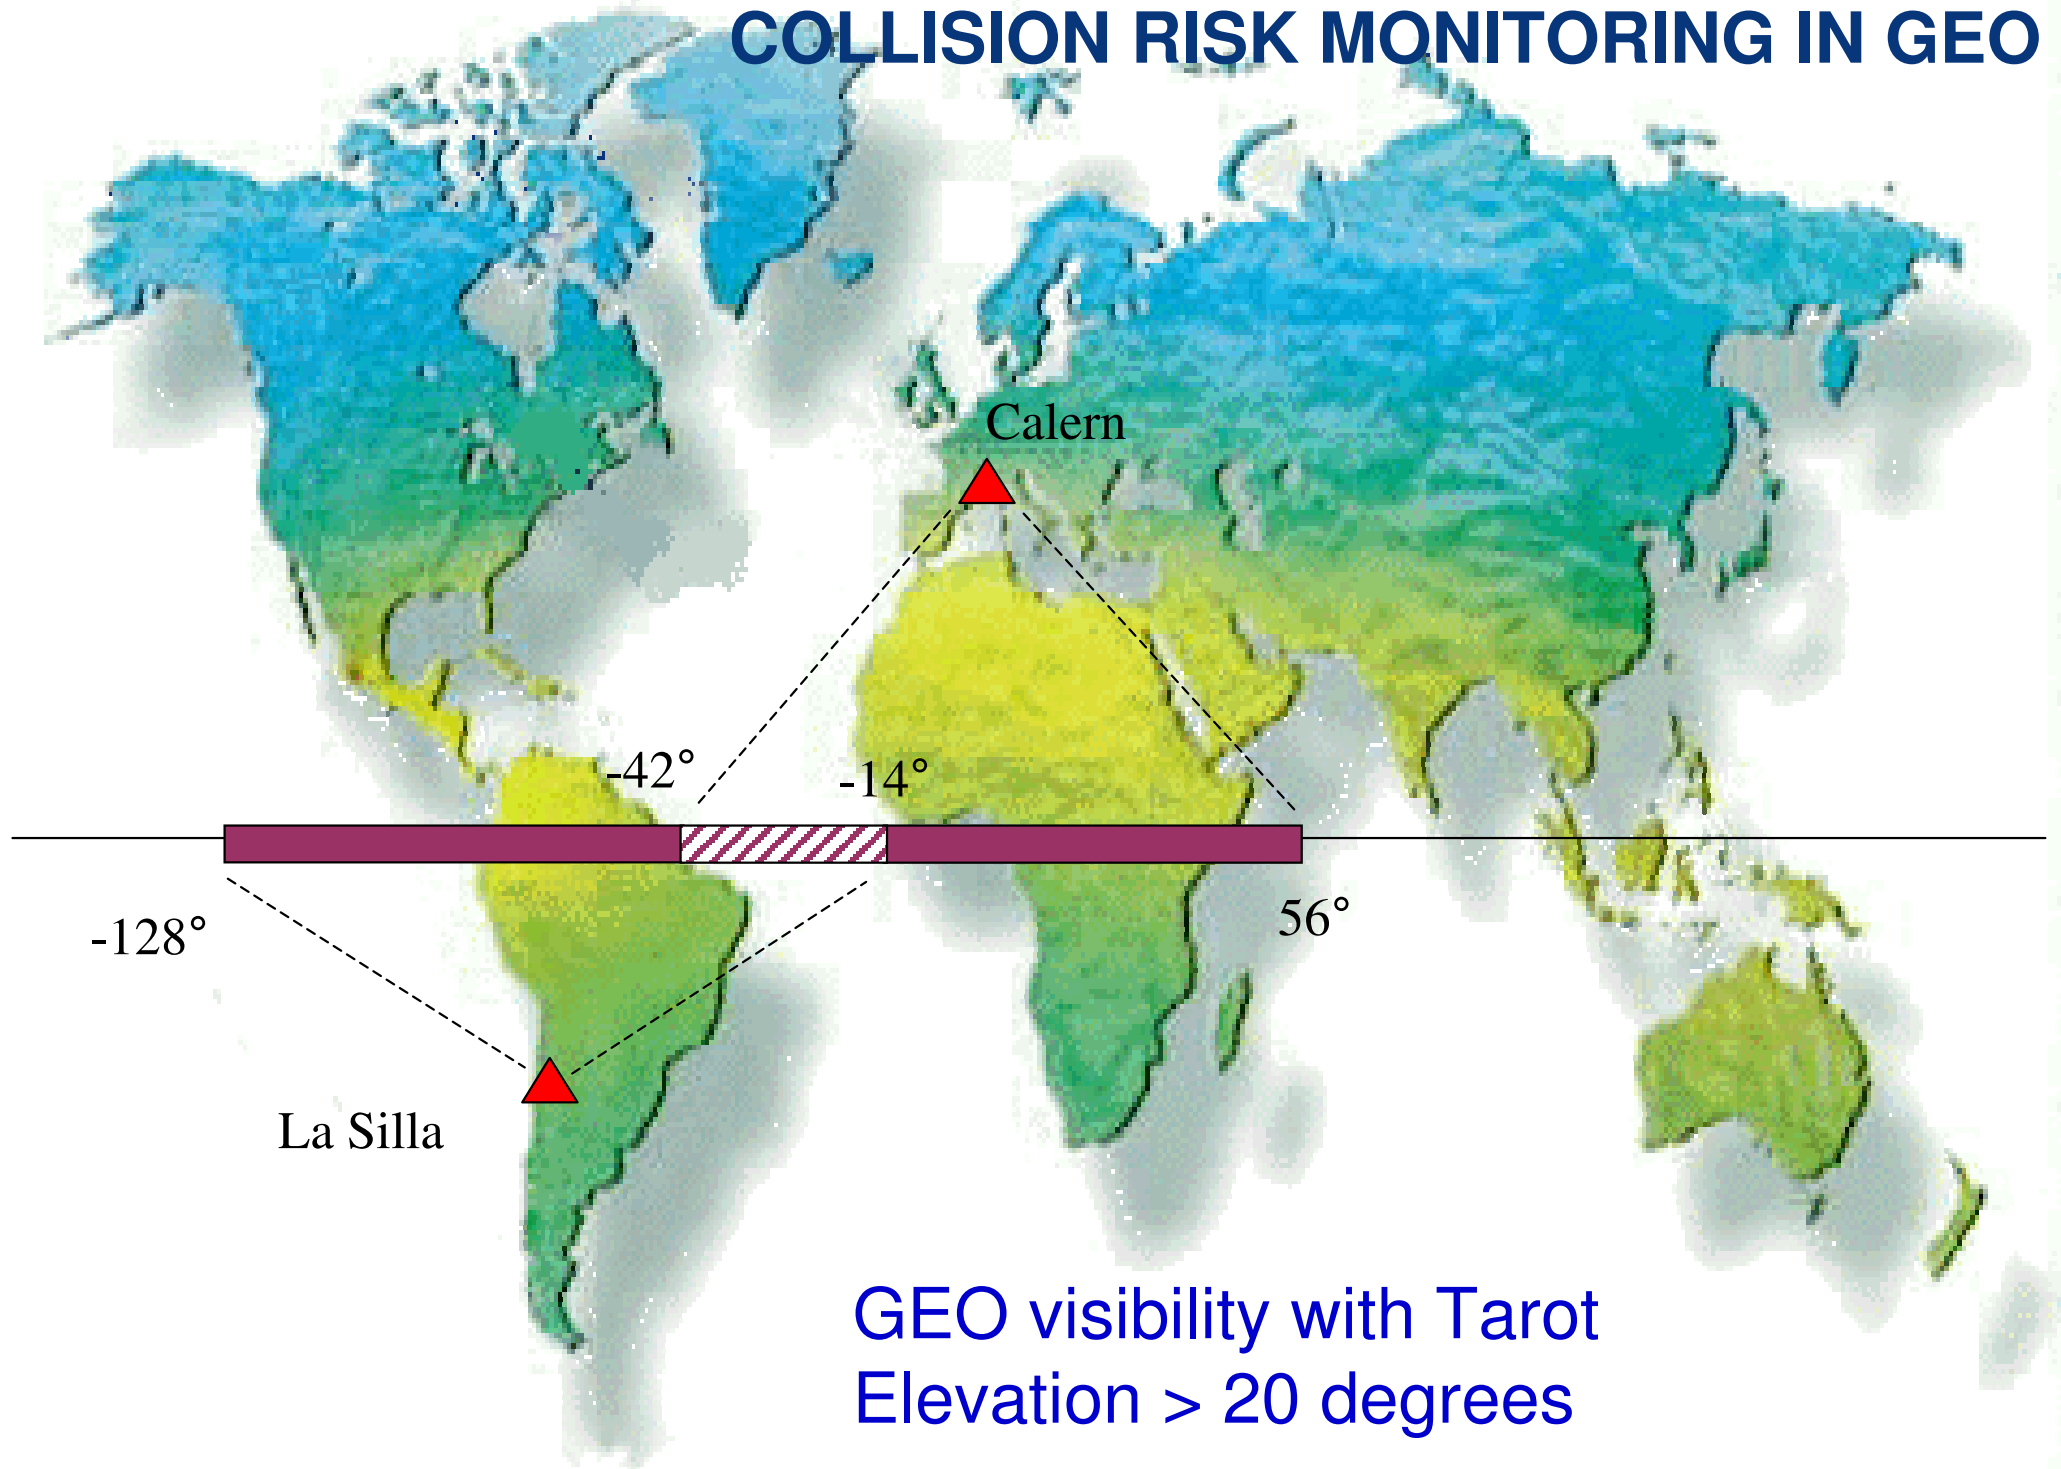 COLLISION RISK MONITORING IN GEO
Calern
-42°
-14°
-128°
56°
La Silla
GEO visibility with Tarot
Elevation > 20 degrees